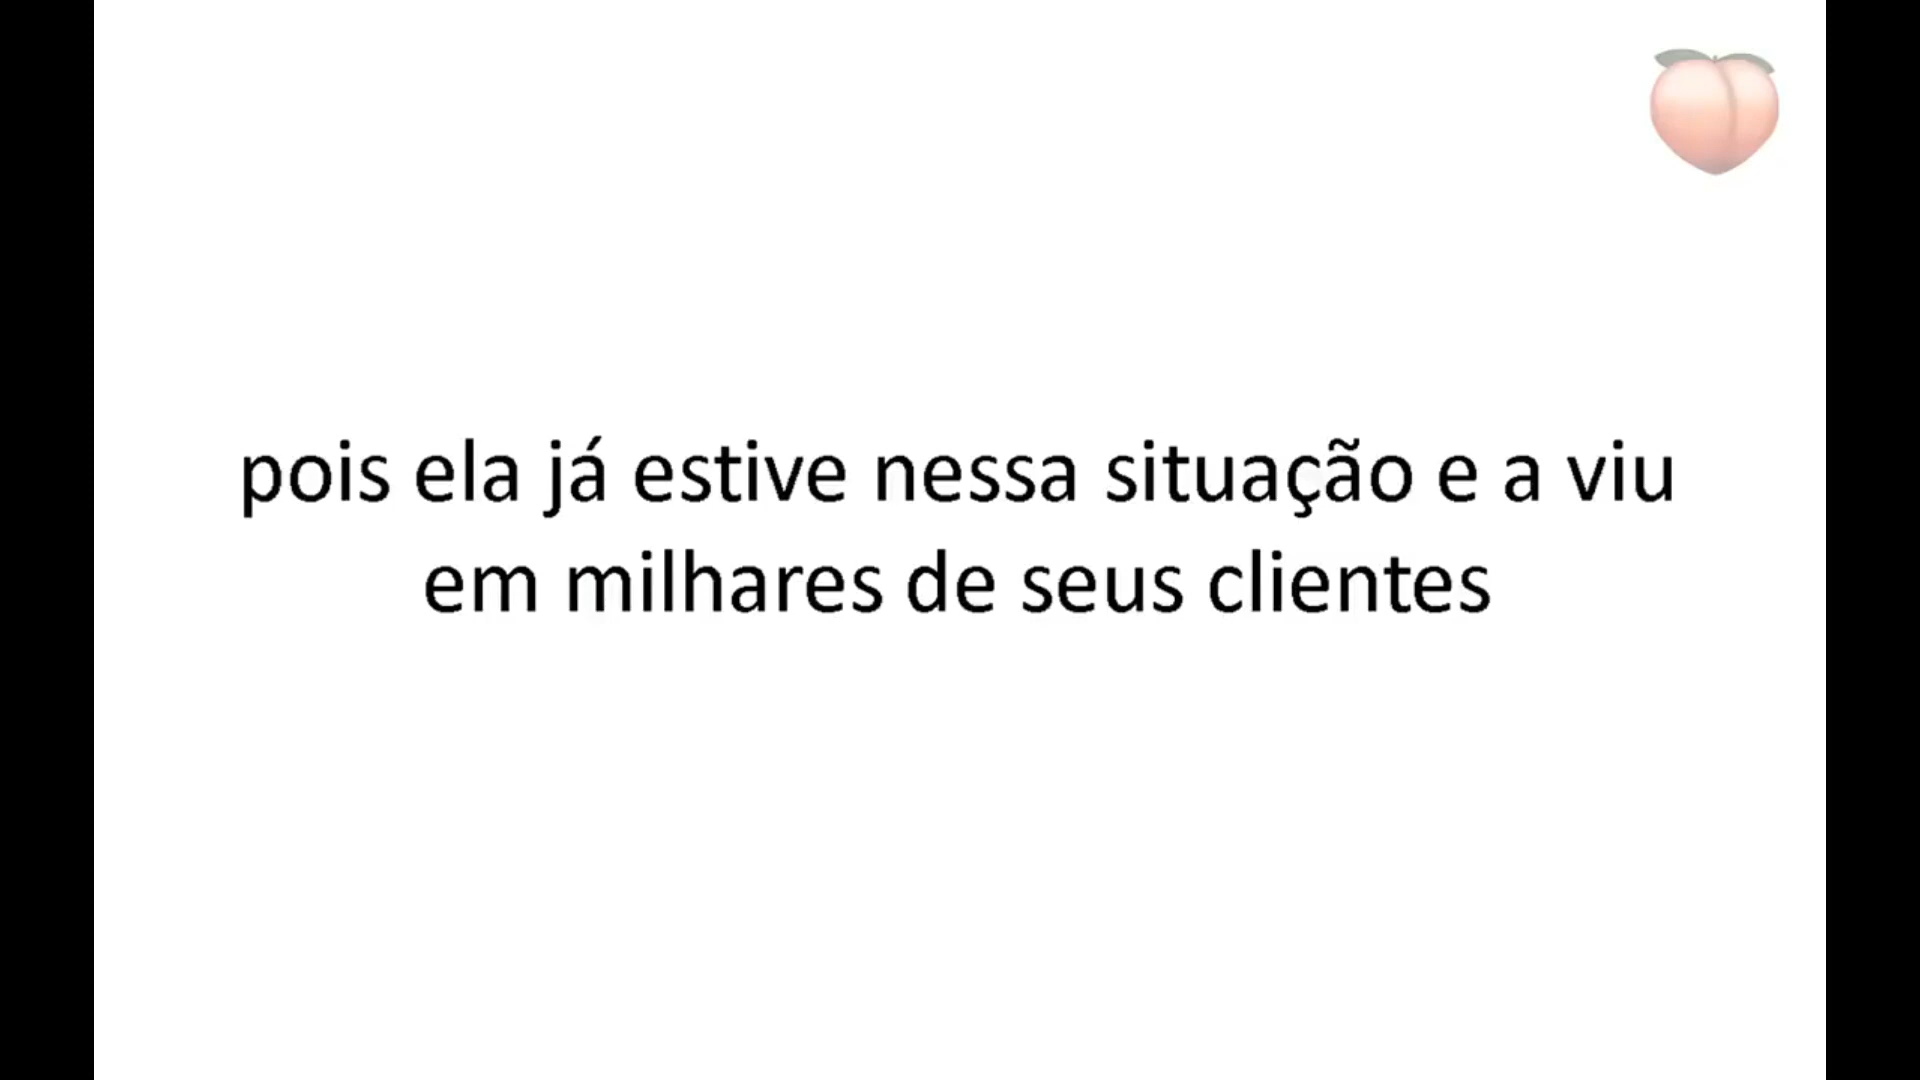 pois ela já estive nessa situação e a viu
em milhares de seus clientes